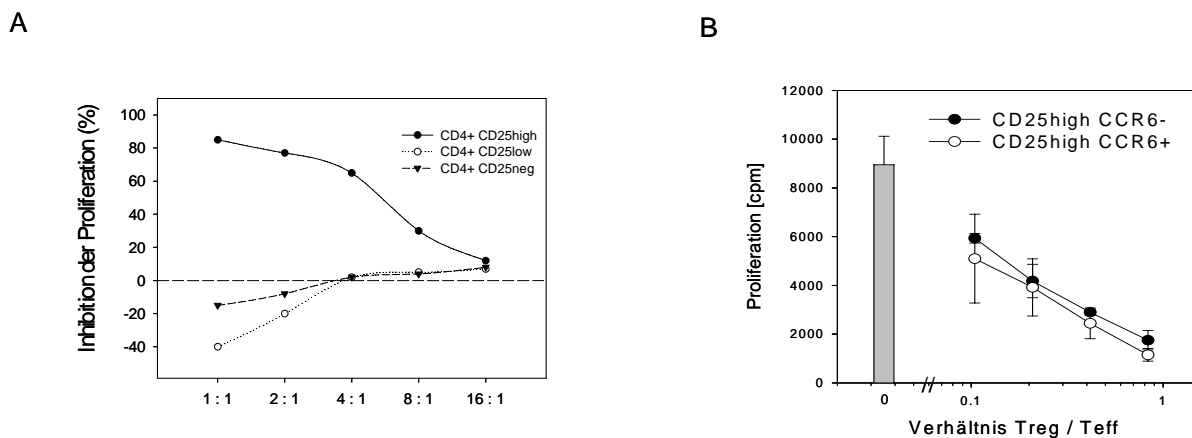 A
Inhibition der Proliferation (%)
100
80
60
40
20
0
-20
-40
CD4+ CD25high
CD4+ CD25low
CD4+ CD25neg
1 : 1 2 : 1 4 : 1 8 : 1 16 : 1
B
Proliferation [cpm]
12000
10000
8000
6000
4000
2000
0
CD25high CCR6-
CD25high CCR6+
0 0.1 1
Verhältnis Treg / Teff